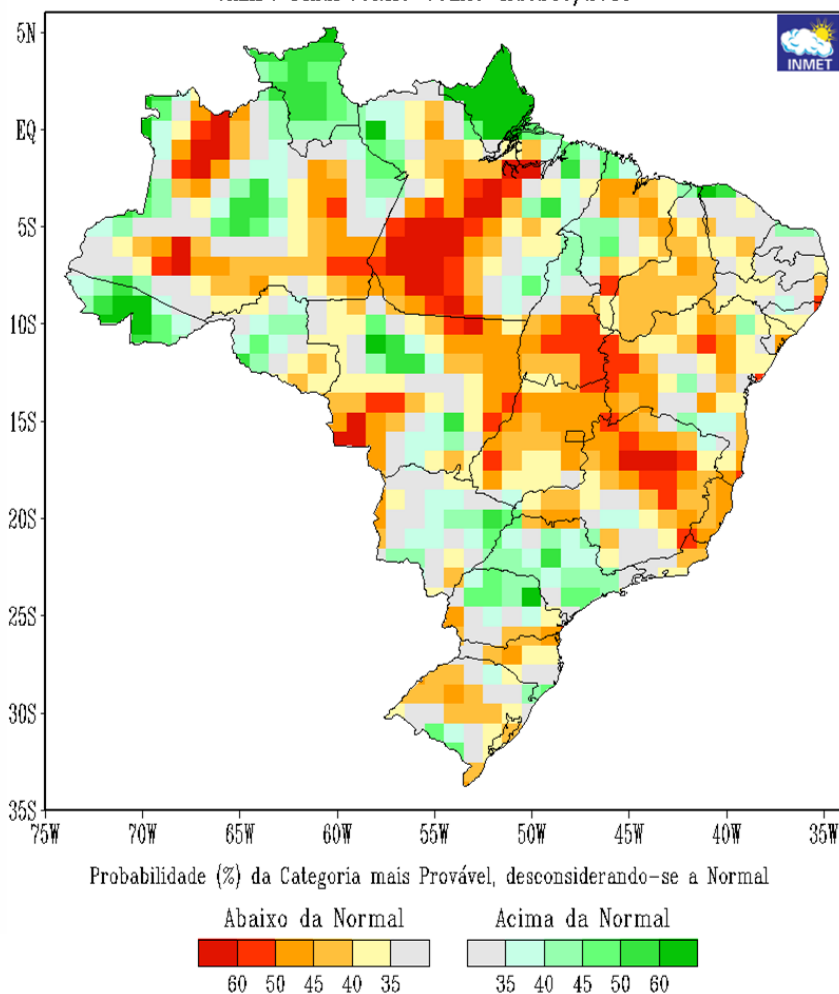 5N
INMET
EQ
5S
10S
15S
20S
25S
30S
35S
75W 70W 65W 60W 55W 50W 45W 40W 35W
Probabilidade (%) da Categoria mais Provável, desconsiderando-se a Normal
Abaixo da Normal Acima da Normal
60 50 45 40 35 35 40 45 50 60